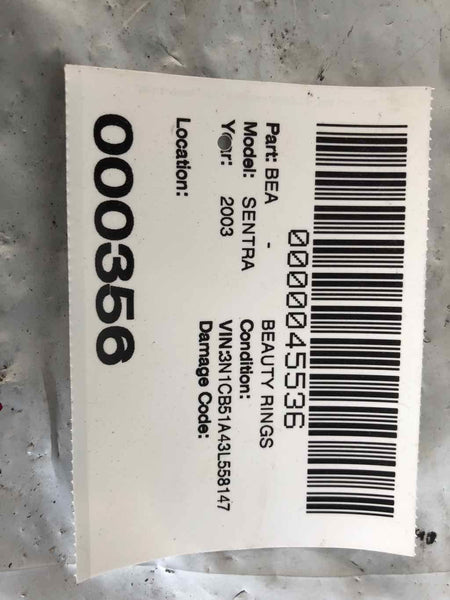 0000045536
Part: BEA - BEAUTY RINGS
Model: SENTRA Condition:
Year: 2003 VIN:3N1CB51A43L558147
Damage Code:
Location:
000356